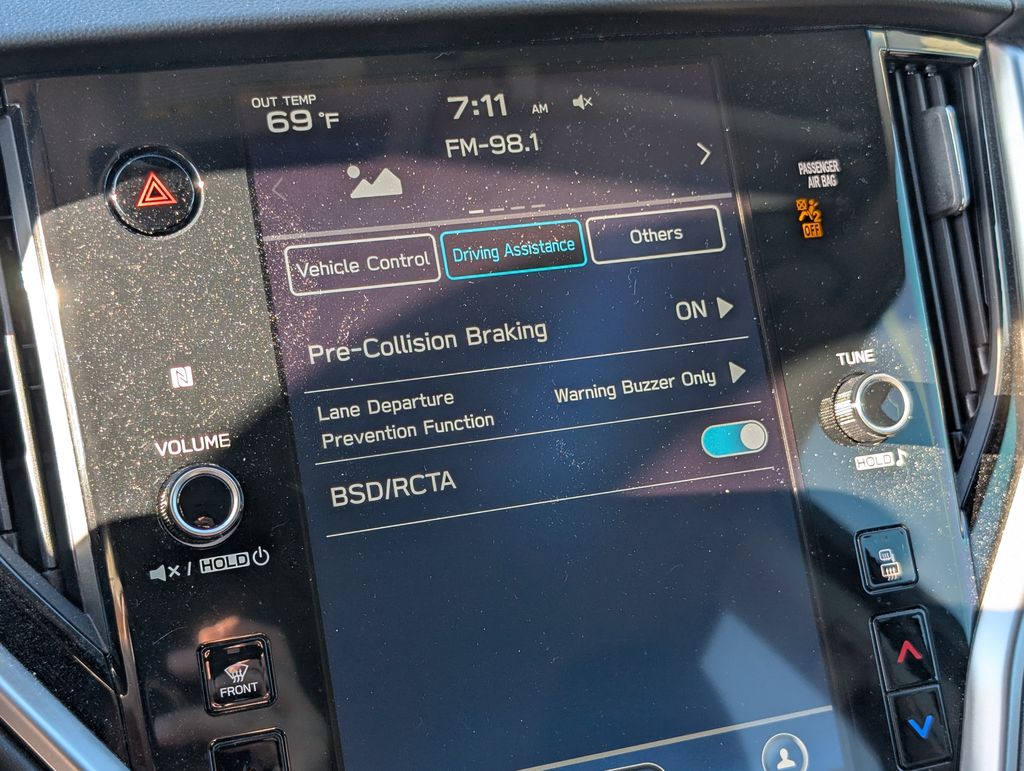 OUT TEMP
69 °F
7:11 AM
FM-98.1
PASSENGER
AIR BAG
OFF
Vehicle Control
Driving Assistance
Others
Pre-Collision Braking
ON
Lane Departure
Prevention Function
Warning Buzzer Only
BSD/RCTA
N
VOLUME
/ HOLD
TUNE
HOLD
FRONT